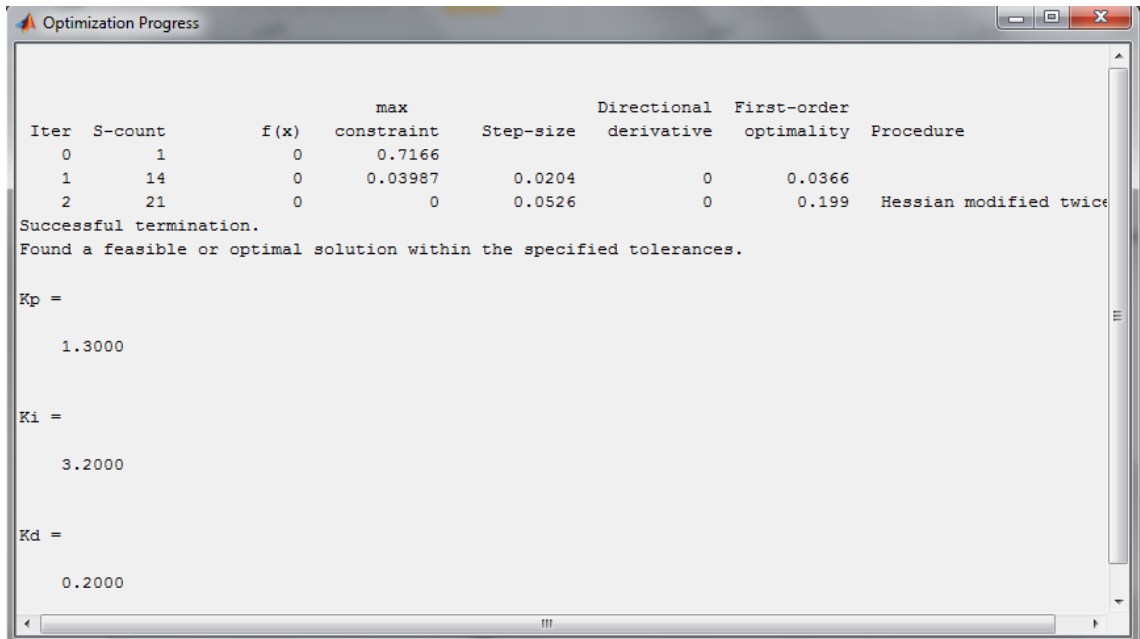 Optimization Progress
max Directional First-order
Iter S-count f(x) constraint Step-size derivative optimality Procedure
0 1 0 0.7166
1 14 0 0.03987 0.0204 0 0.0366
2 21 0 0 0.0526 0 0.199 Hessian modified twice
Successful termination.
Found a feasible or optimal solution within the specified tolerances.
Kp =
1.3000
Ki =
3.2000
Kd =
0.2000